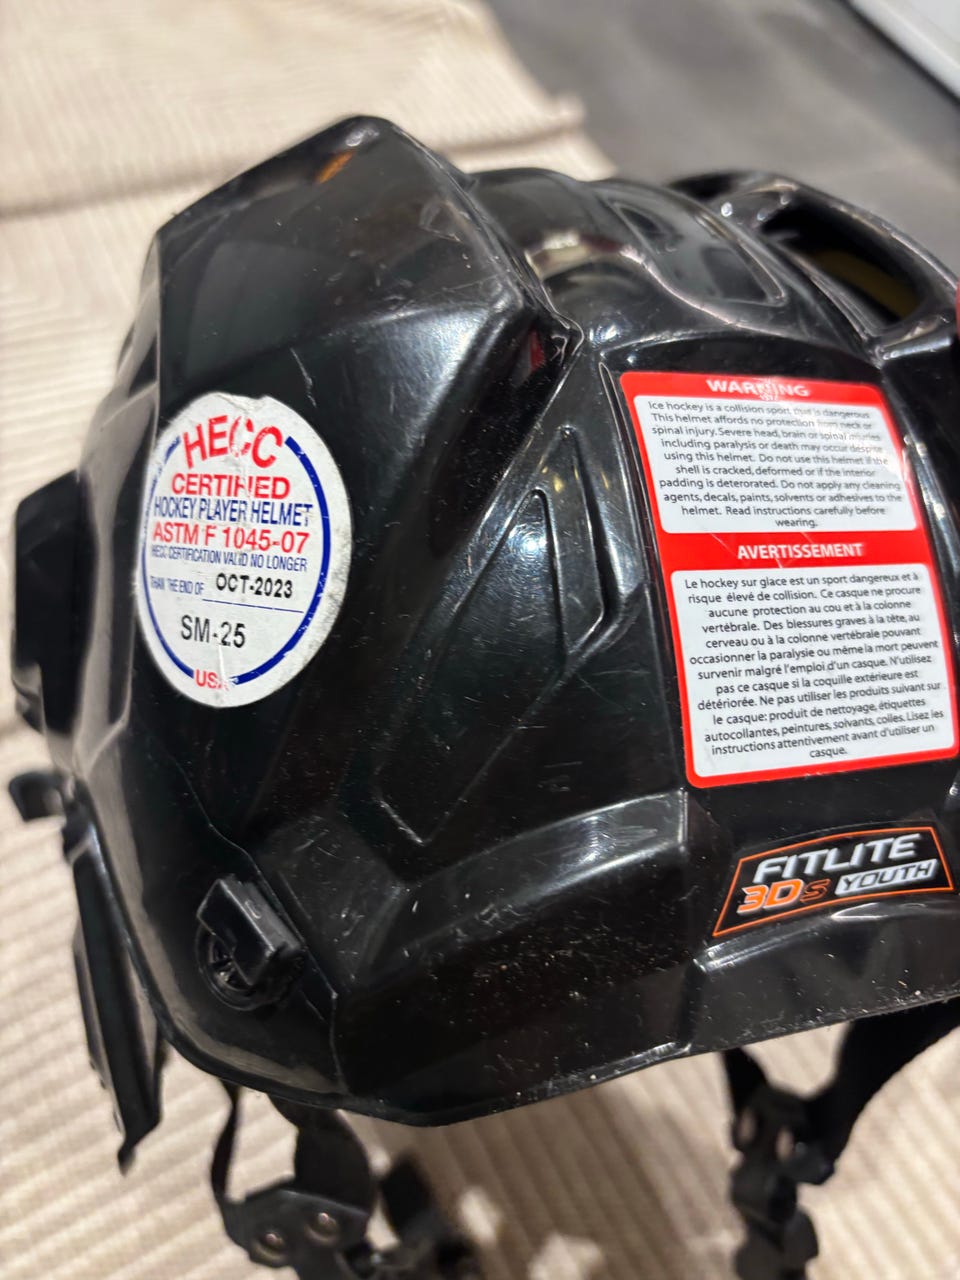 HECC
CERTIFIED
HOCKEY PLAYER HELMET
ASTM F 1045-07
HECC CERTIFICATION VALID NO LONGER
THAN THE END OF OCT-2023
SM-25
USA
WARNING
Ice hockey is a collision sport that is dangerous.
This helmet affords no protection from neck or
spinal injury. Severe head, brain or spinal injuries
including paralysis or death may occur despite
using this helmet. Do not use this helmet if the
shell is cracked, deformed or if the interior
padding is deterorated. Do not apply any cleaning
agents, decals, paints, solvents or adhesives to the
helmet. Read instructions carefully before
wearing.
AVERTISSEMENT
Le hockey sur glace est un sport dangereux et à
risque élevé de collision. Ce casque ne procure
aucune protection au cou et à la colonne
vertébrale. Des blessures graves à la tête, au
cerveau ou à la colonne vertébrale pouvant
occasionner la paralysie ou même la mort peuvent
survenir malgré l'emploi d'un casque. N'utilisez
pas ce casque si la coquille extérieure est
détériorée. Ne pas utiliser les produits suivant sur
le casque: produit de nettoyage, étiquettes
autocollantes, peintures, solvants, colles. Lisez les
instructions attentivement avant d'utiliser un
casque.
FITLITE
3DS YOUTH